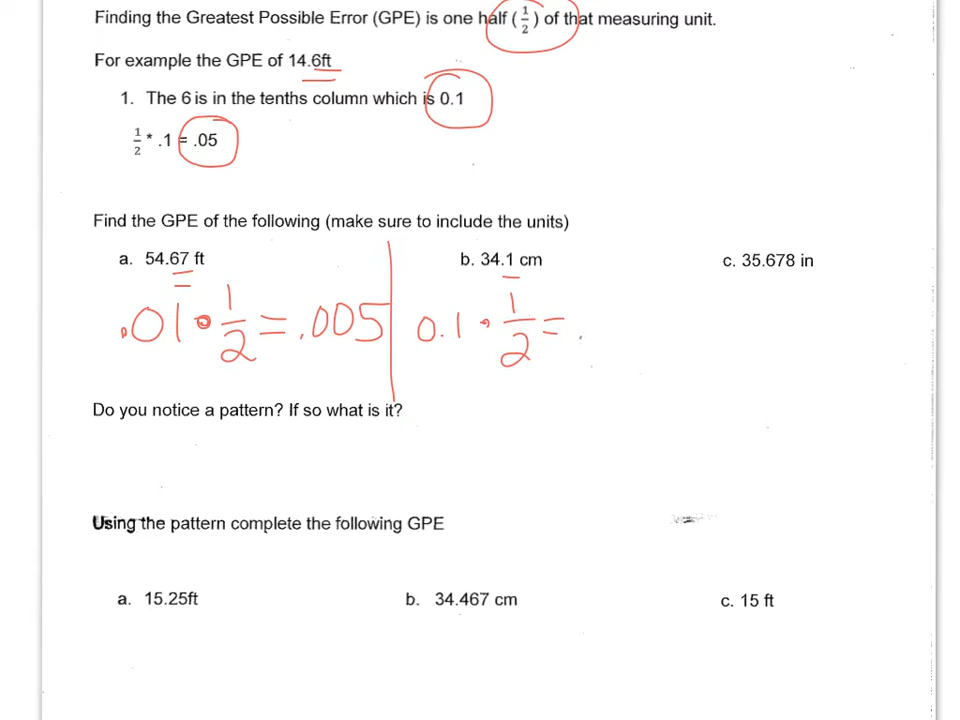 Finding the Greatest Possible Error (GPE) is one half ( 1/2 ) of that measuring unit.
For example the GPE of 14.6ft
1. The 6 is in the tenths column which is 0.1
1/2 * .1 = .05
Find the GPE of the following (make sure to include the units)
a. 54.67 ft b. 34.1 cm c. 35.678 in
.01 • 1/2 = .005 0.1 • 1/2 = .
Do you notice a pattern? If so what is it?
Using the pattern complete the following GPE
a. 15.25ft b. 34.467 cm c. 15 ft